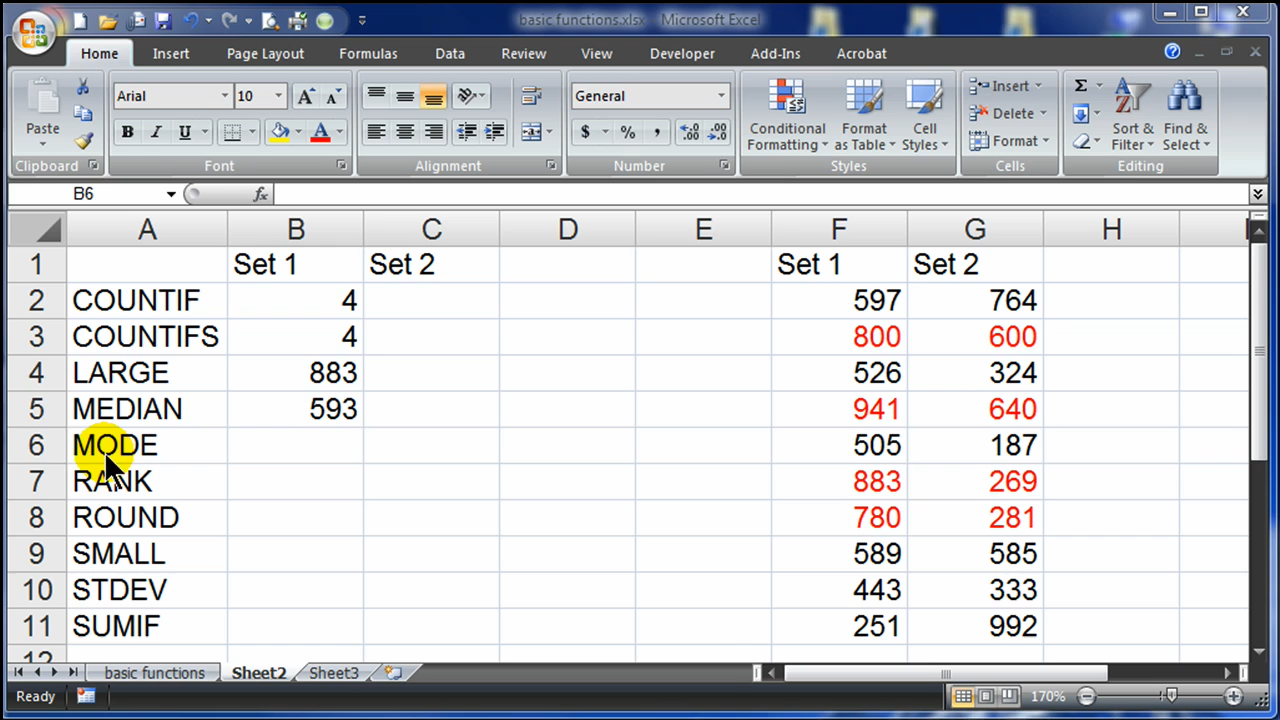 basic functions.xlsx - Microsoft Excel
Home Insert Page Layout Formulas Data Review View Developer Add-Ins Acrobat
Paste
Clipboard
Arial 10
B I U
Font
Alignment
General
$ % ,
Number
Conditional Formatting
Format as Table
Cell Styles
Styles
Insert
Delete
Format
Cells
Σ
Sort & Filter
Find & Select
Editing
B6 fx
A B C D E F G H
1 Set 1 Set 2 Set 1 Set 2
2 COUNTIF 4 597 764
3 COUNTIFS 4 800 600
4 LARGE 883 526 324
5 MEDIAN 593 941 640
6 MODE 505 187
7 RANK 883 269
8 ROUND 780 281
9 SMALL 589 585
10 STDEV 443 333
11 SUMIF 251 992
12
basic functions Sheet2 Sheet3
Ready 170%